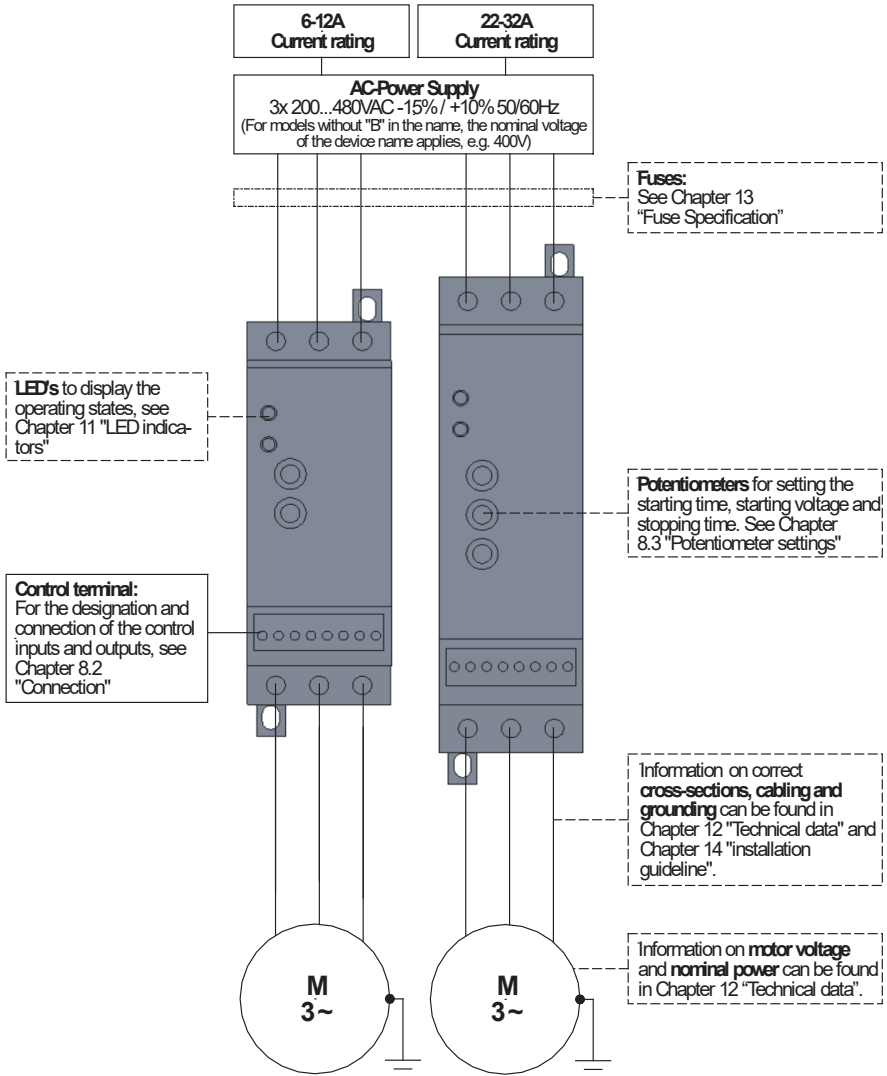 6-12A
Current rating
22-32A
Current rating
AC-Power Supply
3x 200...480VAC -15% / +10% 50/60Hz
(For models without "B" in the name, the nominal voltage
of the device name applies, e.g. 400V)
Fuses:
See Chapter 13
“Fuse Specification”
LED's to display the
operating states, see
Chapter 11 "LED indica-
tors"
Potentiometers for setting the
starting time, starting voltage and
stopping time. See Chapter
8.3 "Potentiometer settings"
Control terminal:
For the designation and
connection of the control
inputs and outputs, see
Chapter 8.2
"Connection"
Information on correct
cross-sections, cabling and
grounding can be found in
Chapter 12 "Technical data" and
Chapter 14 "installation
guideline".
Information on motor voltage
and nominal power can be found
in Chapter 12 “Technical data”.
M
3~
M
3~